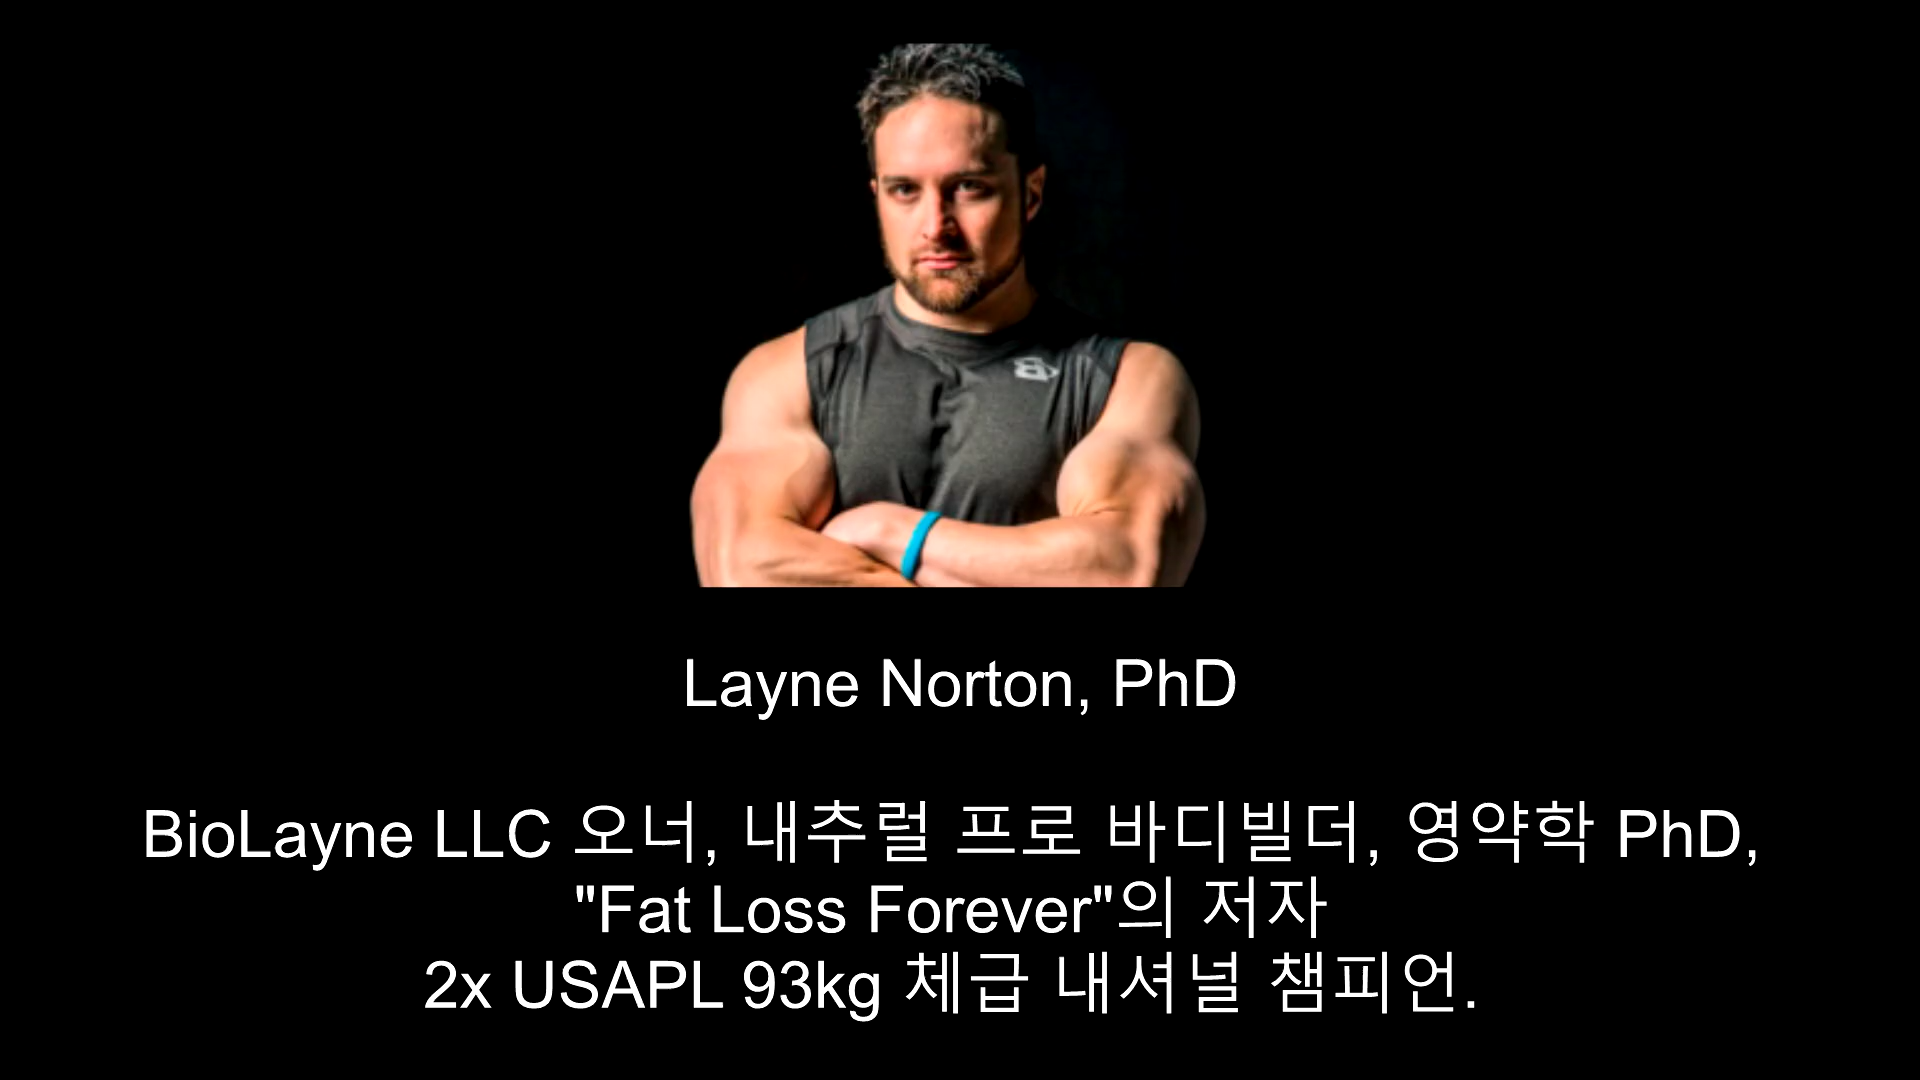 Layne Norton, PhD
BioLayne LLC 오너, 내추럴 프로 바디빌더, 영약학 PhD,
"Fat Loss Forever"의 저자
2x USAPL 93kg 체급 내셔널 챔피언.